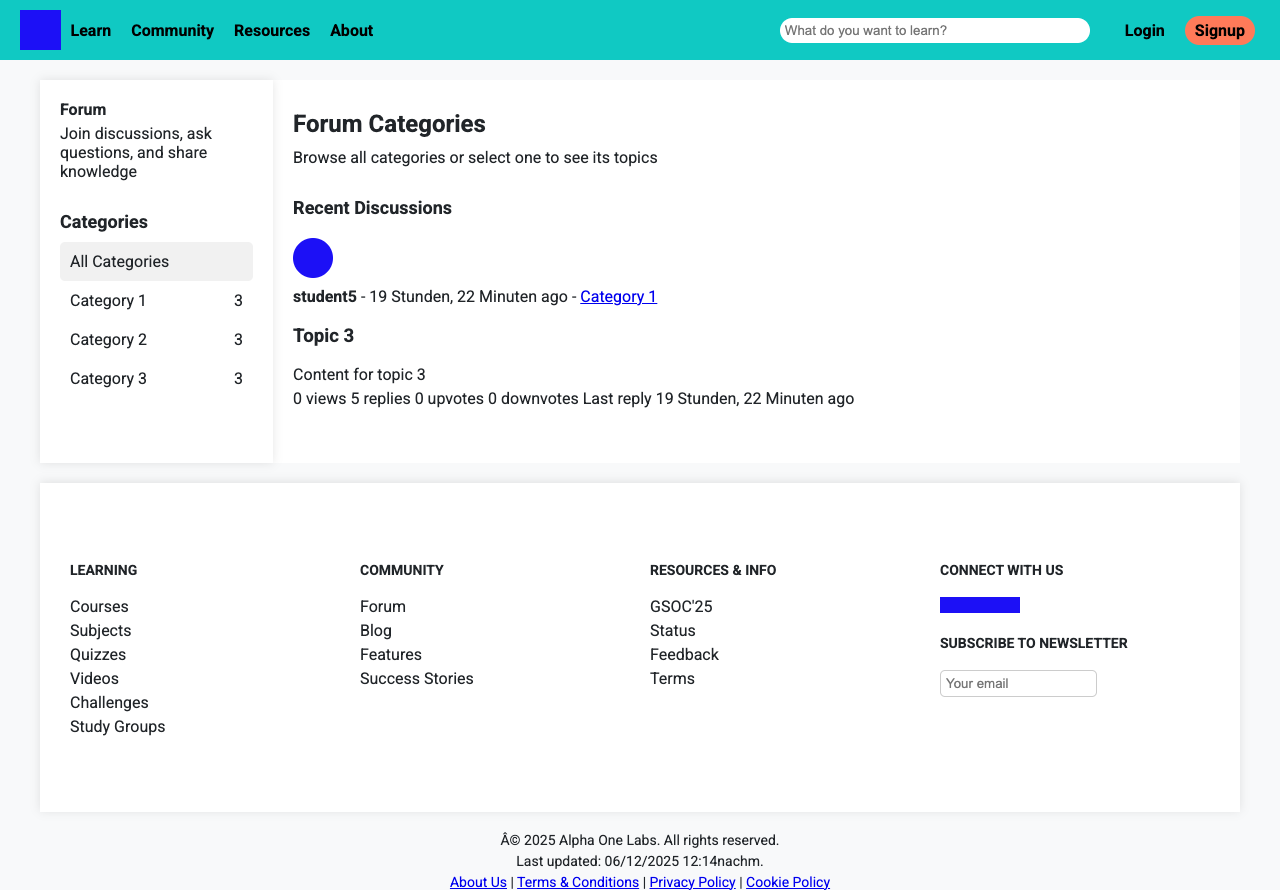 Learn Community Resources About What do you want to learn? Login Signup
Forum
Join discussions, ask
questions, and share
knowledge
Categories
All Categories
Category 1 3
Category 2 3
Category 3 3
Forum Categories
Browse all categories or select one to see its topics
Recent Discussions
student5 - 19 Stunden, 22 Minuten ago - Category 1
Topic 3
Content for topic 3
0 views 5 replies 0 upvotes 0 downvotes Last reply 19 Stunden, 22 Minuten ago
LEARNING
Courses
Subjects
Quizzes
Videos
Challenges
Study Groups
COMMUNITY
Forum
Blog
Features
Success Stories
RESOURCES & INFO
GSOC'25
Status
Feedback
Terms
CONNECT WITH US
SUBSCRIBE TO NEWSLETTER
Your email
Â© 2025 Alpha One Labs. All rights reserved.
Last updated: 06/12/2025 12:14nachm.
About Us | Terms & Conditions | Privacy Policy | Cookie Policy